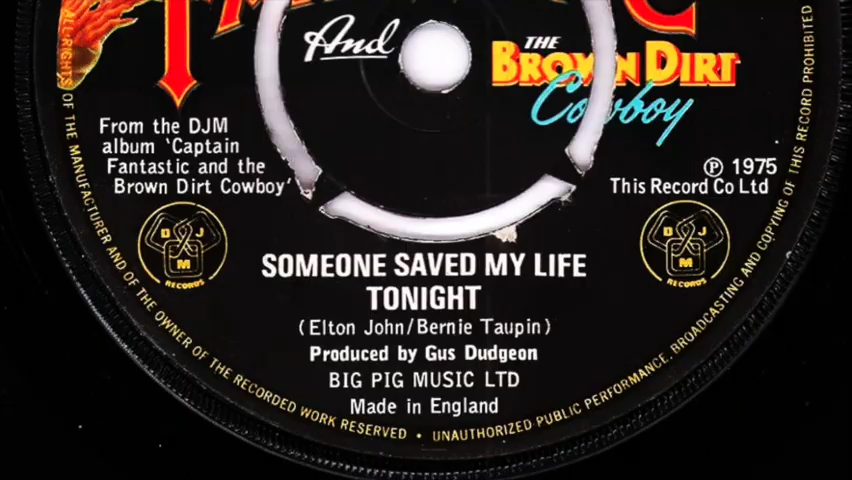 And
THE
BROWN DIRT
Cowboy
From the DJM
album 'Captain
Fantastic and the
Brown Dirt Cowboy'
Ⓟ 1975
This Record Co Ltd
D J
M
RECORDS
D J
M
RECORDS
SOMEONE SAVED MY LIFE
TONIGHT
(Elton John/Bernie Taupin)
Produced by Gus Dudgeon
BIG PIG MUSIC LTD
Made in England
ALL RIGHTS OF THE MANUFACTURER AND OF THE OWNER OF THE RECORDED WORK RESERVED • UNAUTHORIZED PUBLIC PERFORMANCE, BROADCASTING AND COPYING OF THIS RECORD PROHIBITED